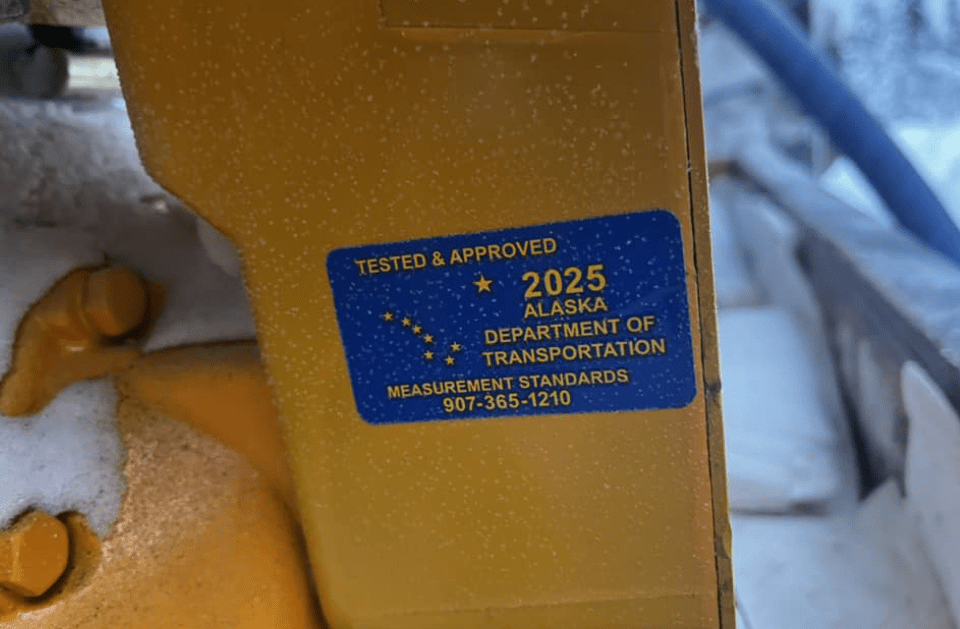 TESTED & APPROVED
2025
ALASKA
DEPARTMENT OF
TRANSPORTATION
MEASUREMENT STANDARDS
907-365-1210